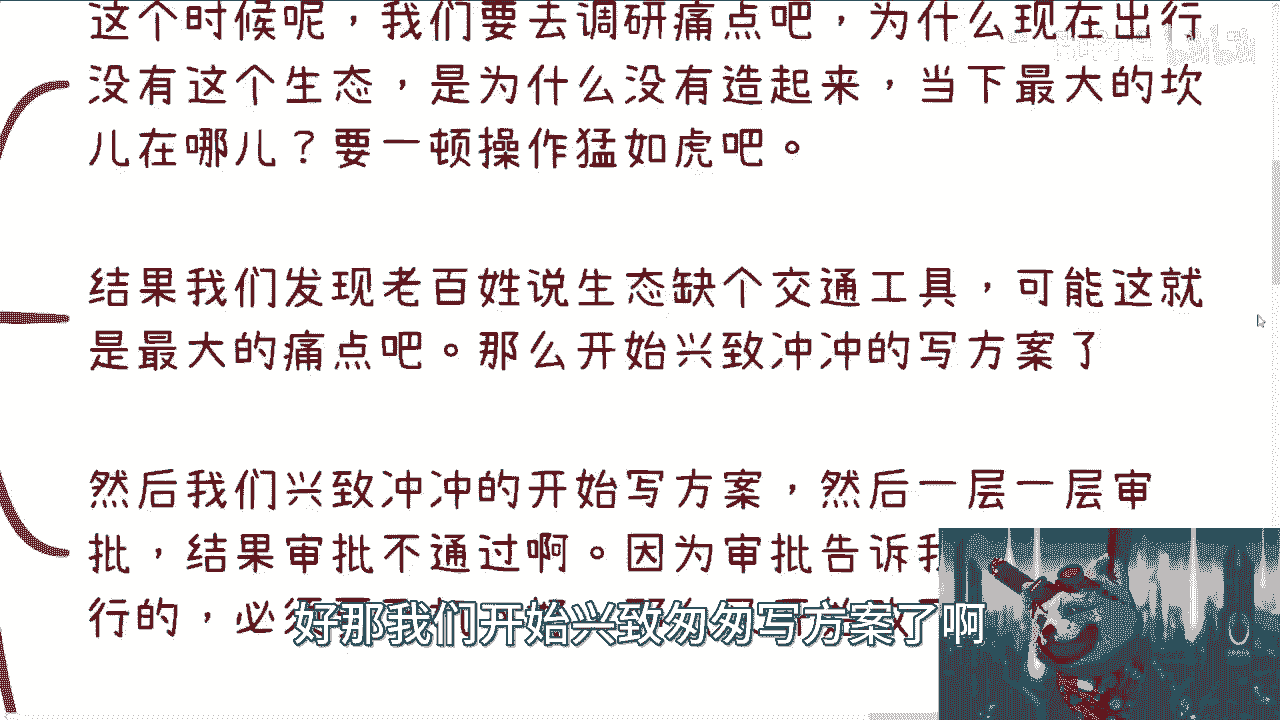 这个时候呢，我们要去调研痛点吧，为什么现在出行
没有这个生态，是为什么没有造起来，当下最大的坎
儿在哪儿？要一顿操作猛如虎吧。
结果我们发现老百姓说生态缺个交通工具，可能这就
是最大的痛点吧。那么开始兴致冲冲的写方案了
然后我们兴致冲冲的开始写方案，然后一层一层审
批，结果审批不通过啊。因为审批告诉我
行的，必须
好那我们开始兴致匆匆写方案了啊